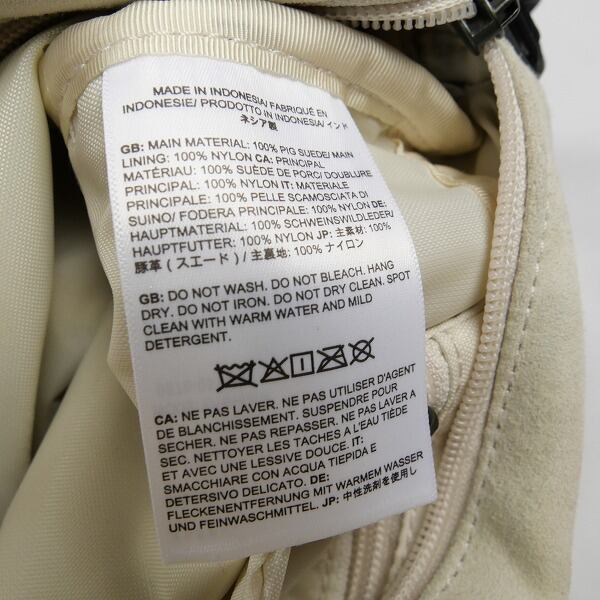 MADE IN INDONESIA/ FABRIQUÉ EN
INDONESIE/ PRODOTTO IN INDONESIA/ インド
ネシア製
GB: MAIN MATERIAL: 100% PIG SUEDE/ MAIN
LINING: 100% NYLON CA: PRINCIPAL
MATÉRIAU: 100% SUÈDE DE PORC/ DOUBLURE
PRINCIPALE: 100% NYLON IT: MATERIALE
PRINCIPALE: 100% PELLE SCAMOSCIATA DI
SUINO/ FODERA PRINCIPALE: 100% NYLON DE:
HAUPTMATERIAL: 100% SCHWEINSWILDLEDER/
HAUPTFUTTER: 100% NYLON JP: 主素材: 100%
豚革 ( スエード) / 主裏地: 100% ナイロン
GB: DO NOT WASH. DO NOT BLEACH. HANG
DRY. DO NOT IRON. DO NOT DRY CLEAN. SPOT
CLEAN WITH WARM WATER AND MILD
DETERGENT.
CA: NE PAS LAVER. NE PAS UTILISER D'AGENT
DE BLANCHISSEMENT. SUSPENDRE POUR
SECHER. NE PAS REPASSER. NE PAS LAVER A
SEC. NETTOYER LES TACHES A L'EAU TIÈDE
ET AVEC UNE LESSIVE DOUCE. IT:
SMACCHIARE CON ACQUA TIEPIDA E
DETERSIVO DELICATO. DE:
FLECKENENTFERNUNG MIT WARMEM WASSER
UND FEINWASCHMITTEL. JP: 中性洗剤を使用し